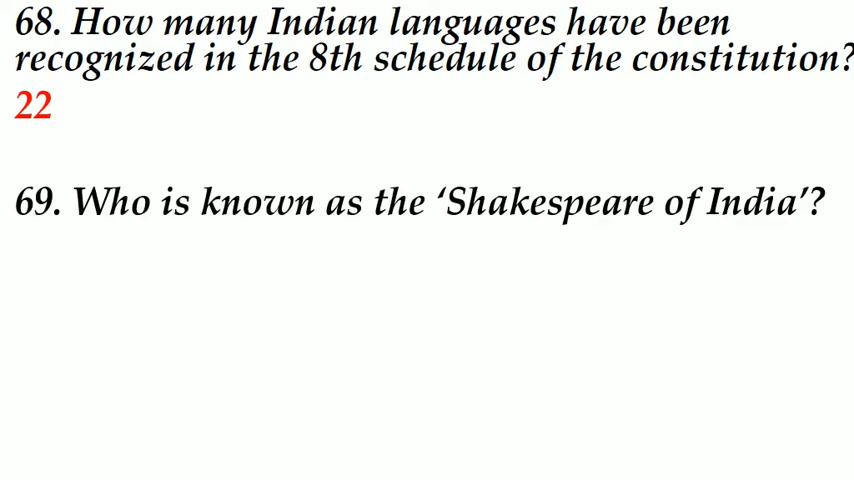 68. How many Indian languages have been
recognized in the 8th schedule of the constitution?
22
69. Who is known as the ‘Shakespeare of India’?